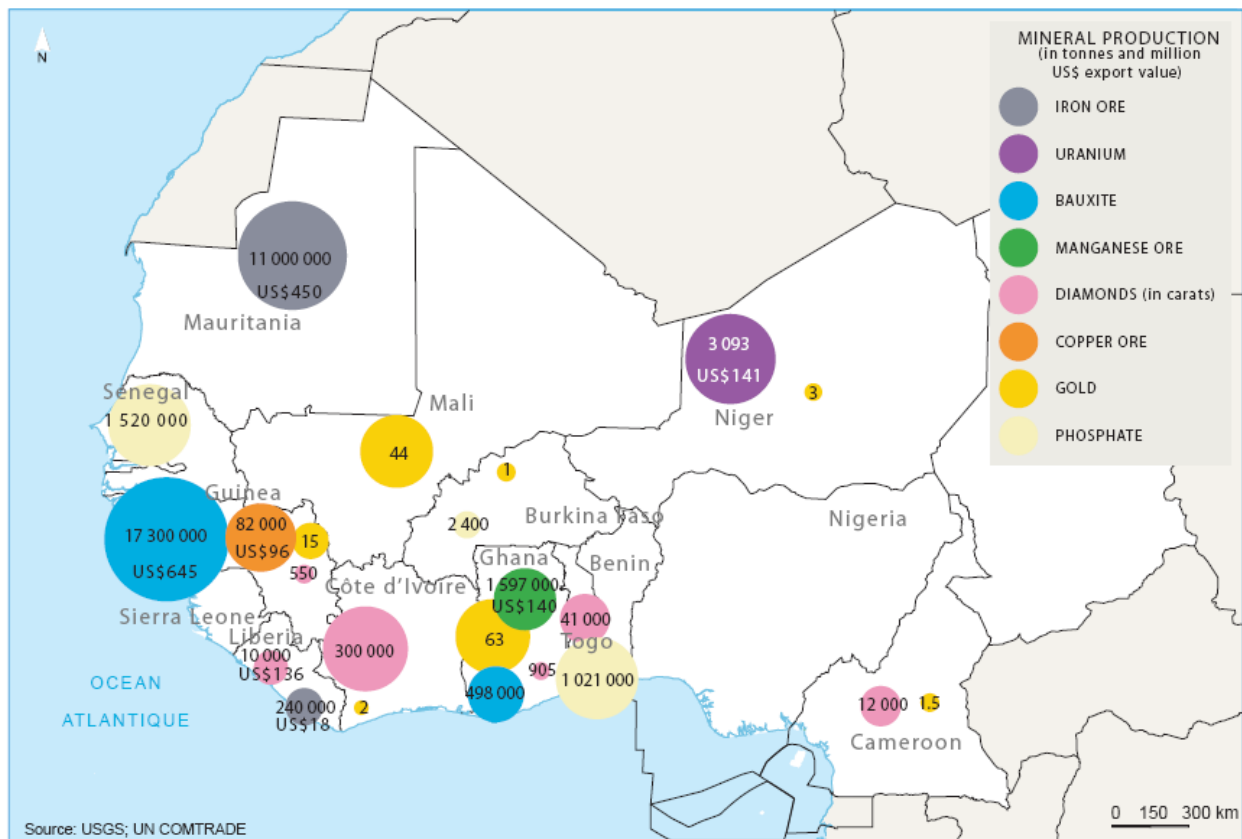 N
MINERAL PRODUCTION
(in tonnes and million
US$ export value)
IRON ORE
URANIUM
BAUXITE
MANGANESE ORE
DIAMONDS (in carats)
COPPER ORE
GOLD
PHOSPHATE
11 000 000
US$450
Mauritania
3 093
US$141
3
Niger
Sénegal
1 520 000
Mali
44
1
2 400
Burkina Faso
Nigeria
Guinea
17 300 000
US$645
82 000
US$96
15
550
Ghana
Benin
1 597 000
US$140
Côte d'Ivoire
41 000
Sierra Leone
Liberia
10 000
US$136
300 000
63
Togo
905
1 021 000
498 000
240 000
US$18
2
12 000
1.5
Cameroon
OCEAN
ATLANTIQUE
0 150 300 km
Source: USGS; UN COMTRADE